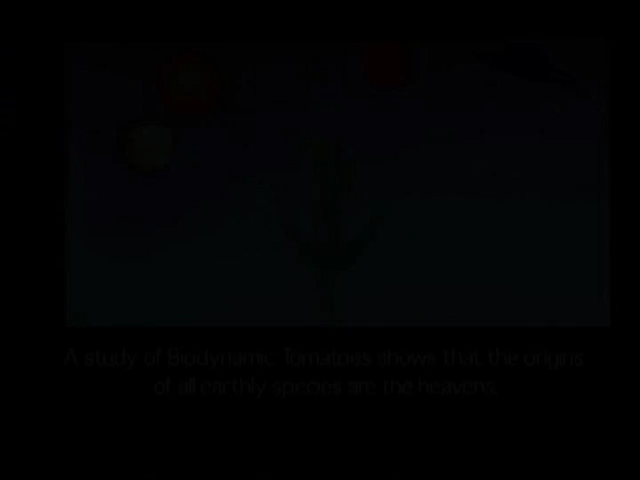 A study of Biodynamic Tomatoes shows that the origins
of all earthly species are the heavens.